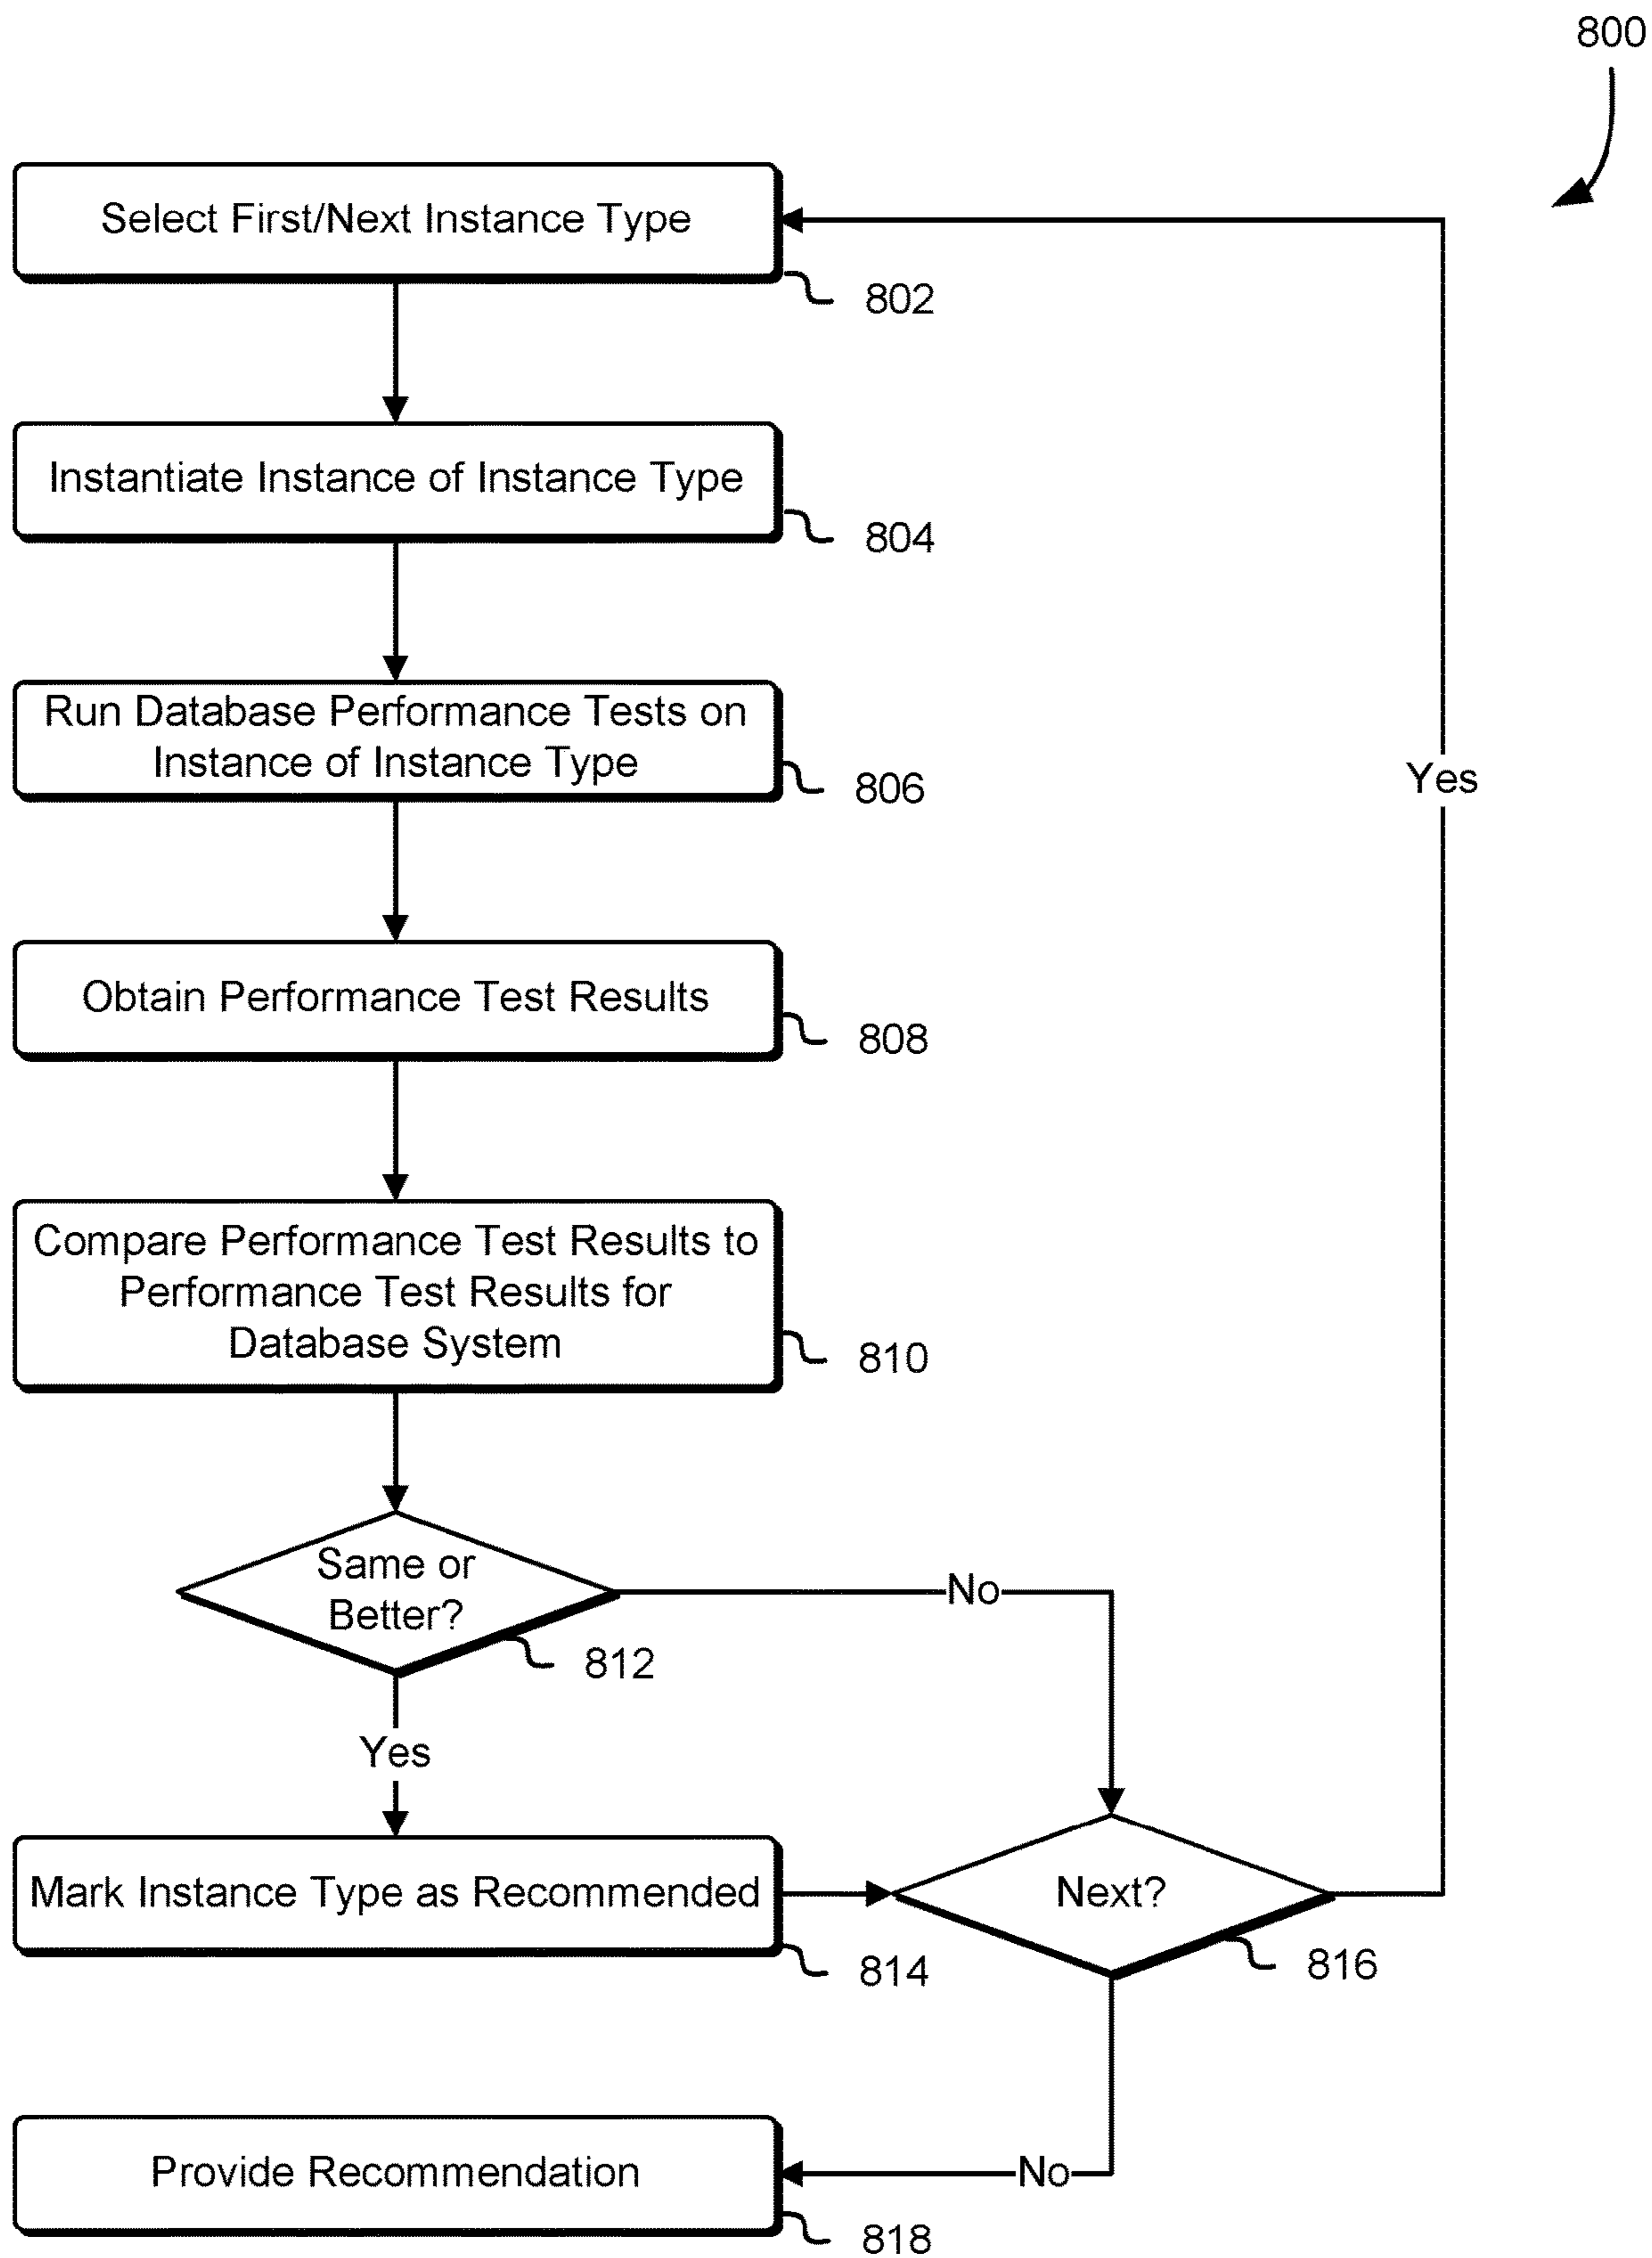 800
Select First/Next Instance Type
802
Instantiate Instance of Instance Type
804
Run Database Performance Tests on
Instance of Instance Type
806
Yes
Obtain Performance Test Results
808
Compare Performance Test Results to
Performance Test Results for
Database System
810
Same or
Better?
812
No
Yes
Mark Instance Type as Recommended
814
Next?
816
Provide Recommendation
818
No